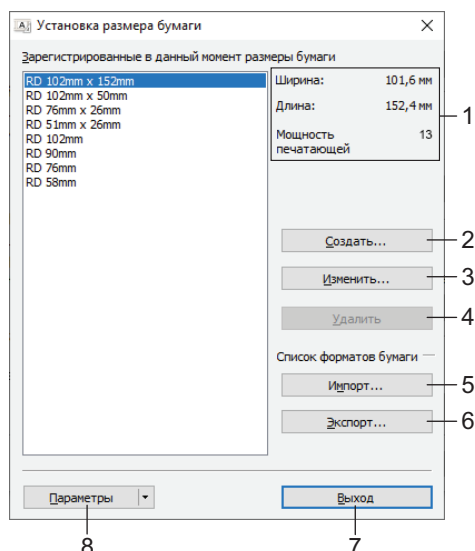 Установка размера бумаги
Зарегистрированные в данный момент размеры бумаги
RD 102mm x 152mm
RD 102mm x 50mm
RD 76mm x 26mm
RD 51mm x 26mm
RD 102mm
RD 90mm
RD 76mm
RD 58mm
Ширина: 101,6 мм
Длина: 152,4 мм
Мощность 13
печатающей
1
Создать... 2
Изменить... 3
Удалить 4
Список форматов бумаги
Импорт... 5
Экспорт... 6
Параметры Выход
8 7